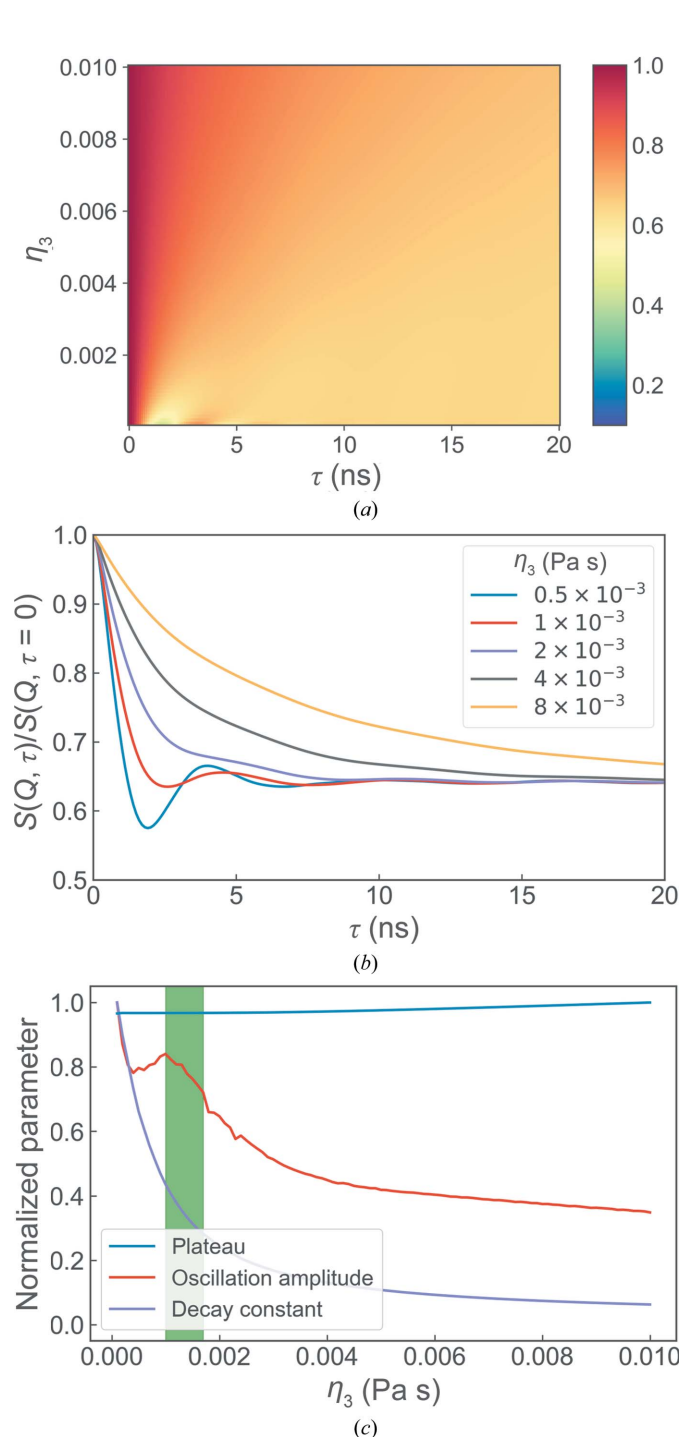 0.010
1.0
0.008
0.8
0.006
η.3
0.6
0.004
0.4
0.002
0.2
0 5 10 15 20
τ (ns)
(a)
1.0
η3 (Pa s)
0.5 × 10−3
0.9
1 × 10−3
2 × 10−3
4 × 10−3
0.8
8 × 10−3
S(Q, τ)/S(Q, τ = 0)
0.7
0.6
0.5
0 5 10 15 20
τ (ns)
(b)
1.0
0.8
0.6
Normalized parameter
0.4
0.2
Plateau
Oscillation amplitude
Decay constant
0.0
0.000 0.002 0.004 0.006 0.008 0.010
η3 (Pa s)
(c)